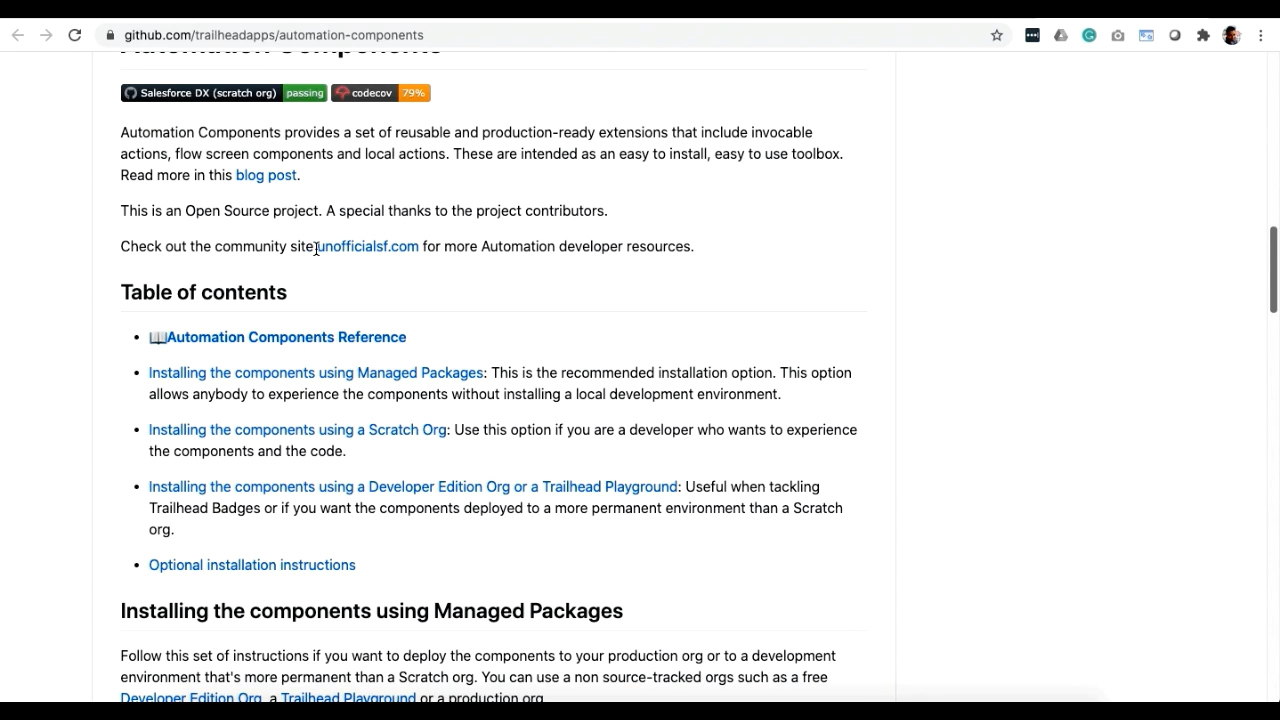 github.com/trailheadapps/automation-components
Automation Components
Salesforce DX (scratch org) passing codecov 79%
Automation Components provides a set of reusable and production-ready extensions that include invocable
actions, flow screen components and local actions. These are intended as an easy to install, easy to use toolbox.
Read more in this blog post.
This is an Open Source project. A special thanks to the project contributors.
Check out the community site unofficialsf.com for more Automation developer resources.
Table of contents
• 📖Automation Components Reference
• Installing the components using Managed Packages: This is the recommended installation option. This option
allows anybody to experience the components without installing a local development environment.
• Installing the components using a Scratch Org: Use this option if you are a developer who wants to experience
the components and the code.
• Installing the components using a Developer Edition Org or a Trailhead Playground: Useful when tackling
Trailhead Badges or if you want the components deployed to a more permanent environment than a Scratch
org.
• Optional installation instructions
Installing the components using Managed Packages
Follow this set of instructions if you want to deploy the components to your production org or to a development
environment that's more permanent than a Scratch org. You can use a non source-tracked orgs such as a free
Developer Edition Org, a Trailhead Playground or a production org.